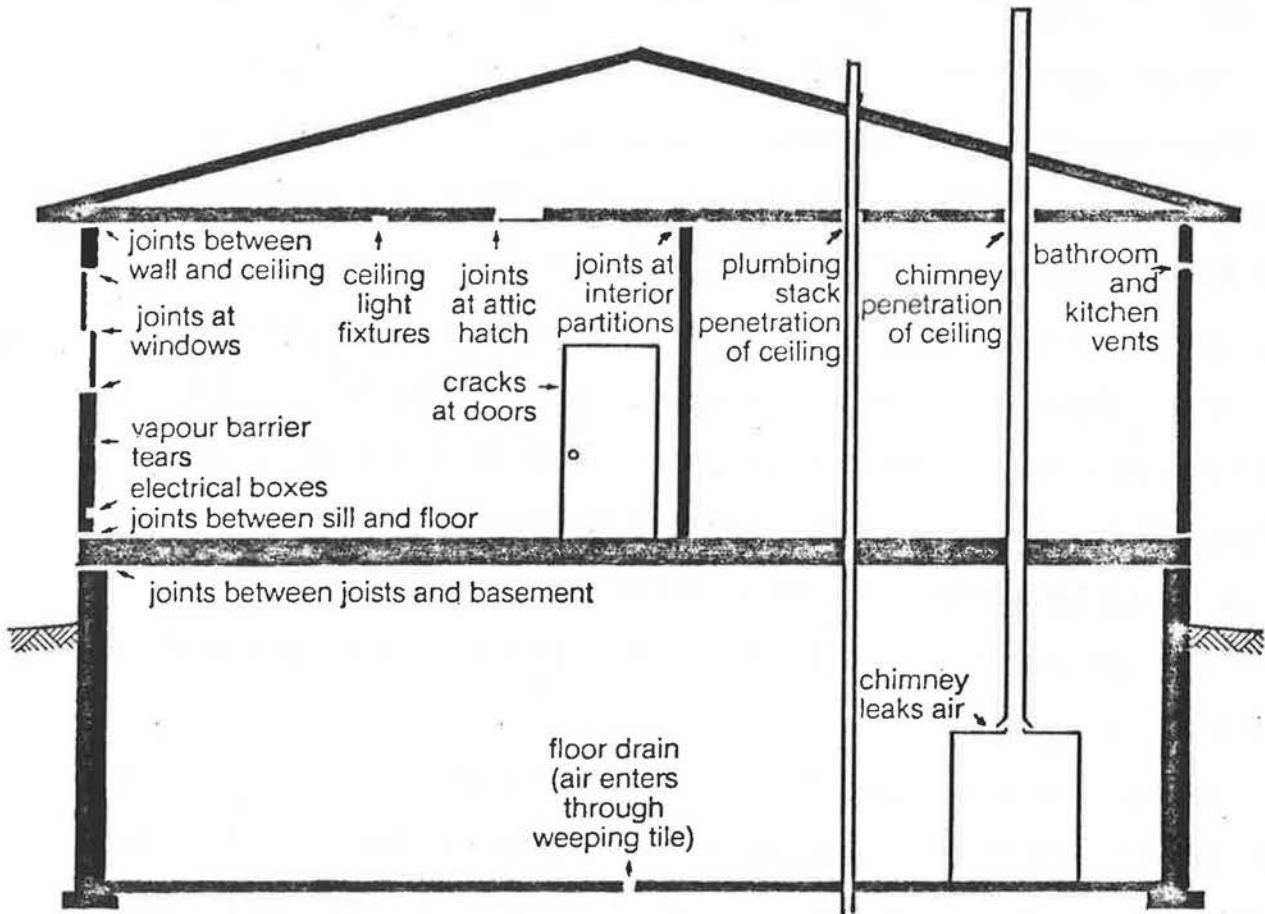 joints between
wall and ceiling
ceiling
light
fixtures
joints
at attic
hatch
joints at
interior
partitions
plumbing
stack
penetration
of ceiling
chimney
penetration
of ceiling
bathroom
and
kitchen
vents
joints at
windows
cracks
at doors
vapour barrier
tears
electrical boxes
joints between sill and floor
joints between joists and basement
chimney
leaks air
floor drain
(air enters
through
weeping tile)